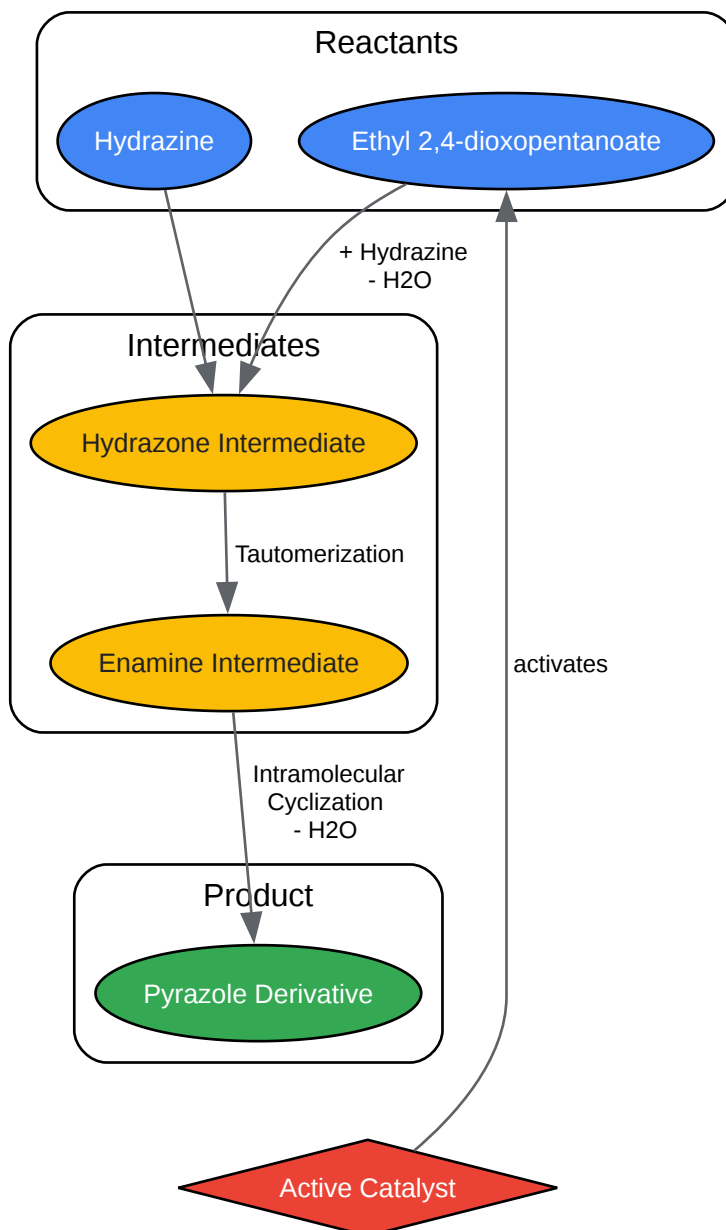 Reactants
Hydrazine
Ethyl 2,4-dioxopentanoate
+ Hydrazine
- H2O
Intermediates
Hydrazone Intermediate
Tautomerization
Enamine Intermediate
activates
Intramolecular
Cyclization
- H2O
Product
Pyrazole Derivative
Active Catalyst